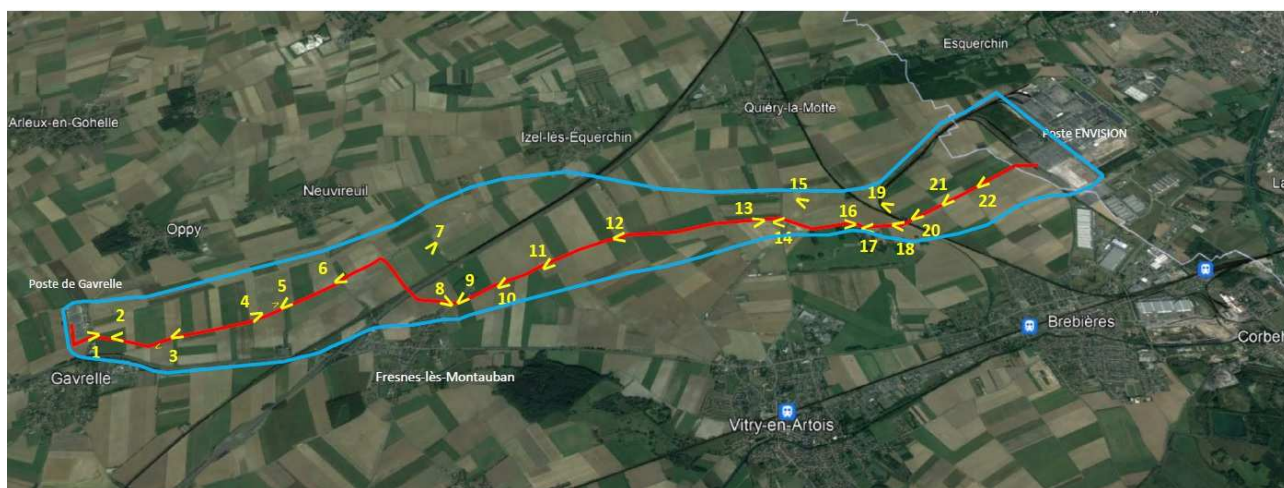 Esquerchin
Quiéry-la-Motte
Arleux-en-Gohelle
Izel-lès-Équerchin
Poste ENVISION
Neuvireuil
Oppy
15
19
21
22
13
16
12
14
17
18
20
7
11
6
9
10
8
5
4
Poste de Gavrelle
2
1
3
Gavrelle
Fresnes-lès-Montauban
Brebières
Vitry-en-Artois